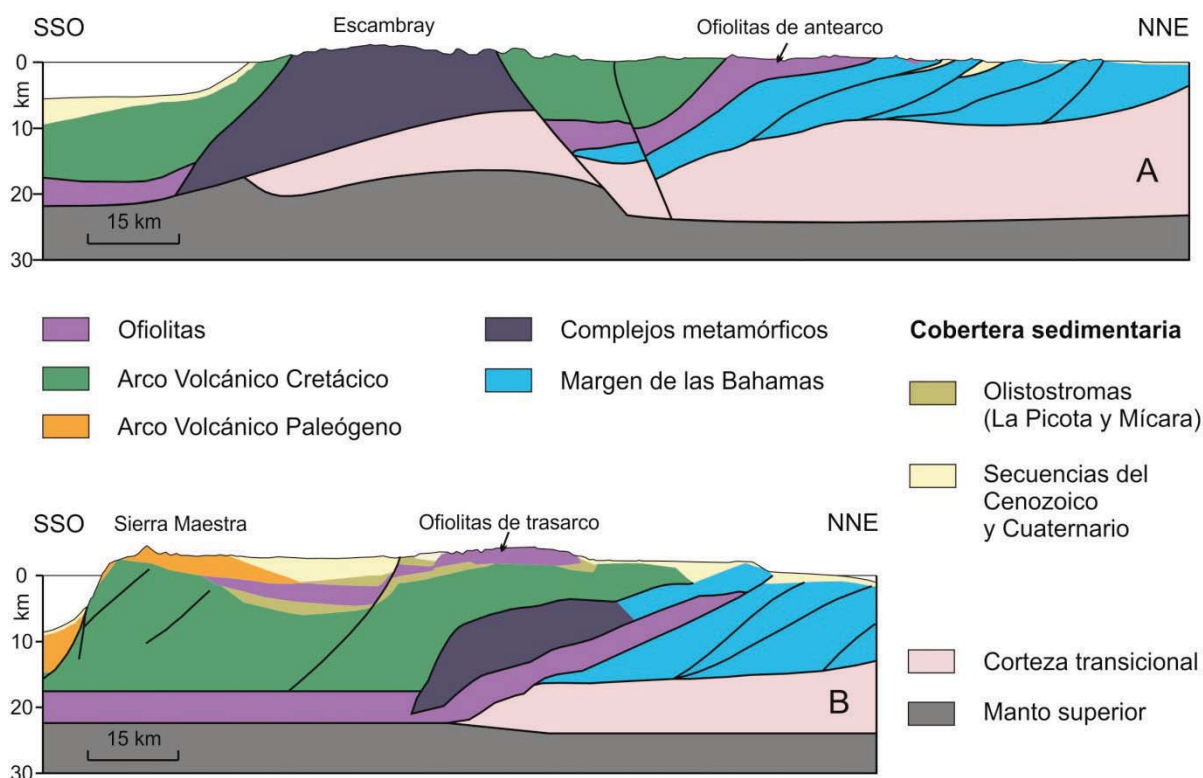 SSO
Escambray
Ofiolitas de antearco
NNE
0
km
10
20
30
15 km
A
Ofiolitas
Arco Volcánico Cretácico
Arco Volcánico Paleógeno
Complejos metamórficos
Margen de las Bahamas
Cobertera sedimentaria
Olistostromas
(La Picota y Mícara)
Secuencias del
Cenozoico
y Cuaternario
Corteza transicional
Manto superior
SSO
Sierra Maestra
Ofiolitas de trasarco
NNE
0
km
10
20
30
15 km
B